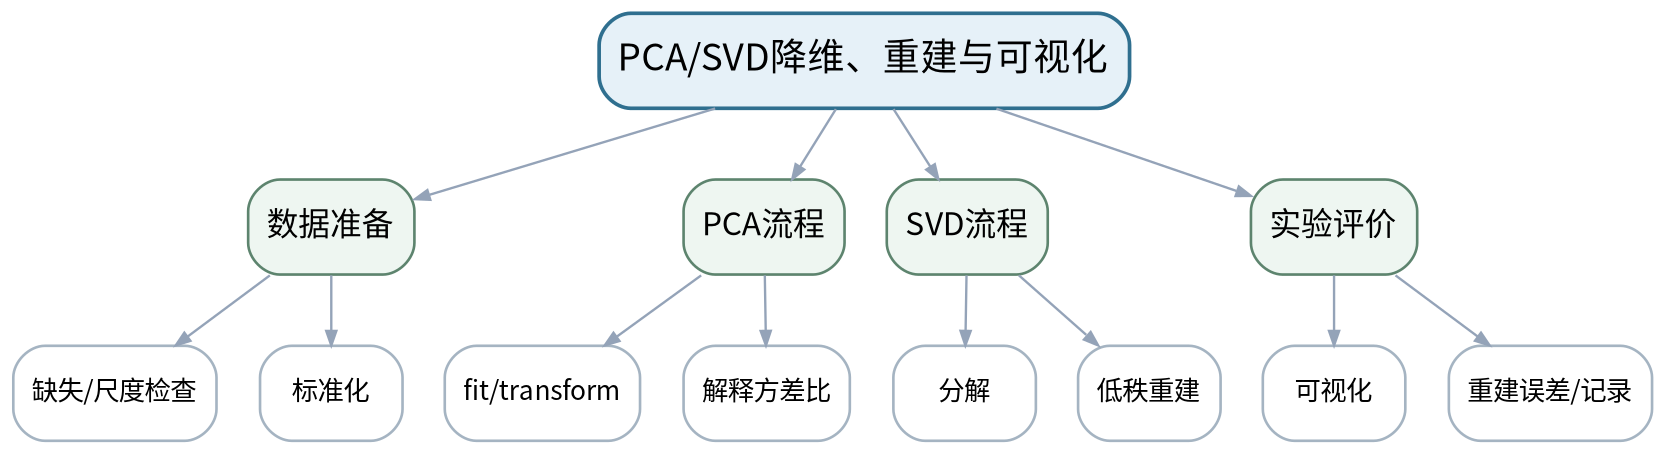 PCA/SVD降维、重建与可视化
数据准备
PCA流程
SVD流程
实验评价
缺失/尺度检查
标准化
fit/transform
解释方差比
分解
低秩重建
可视化
重建误差/记录